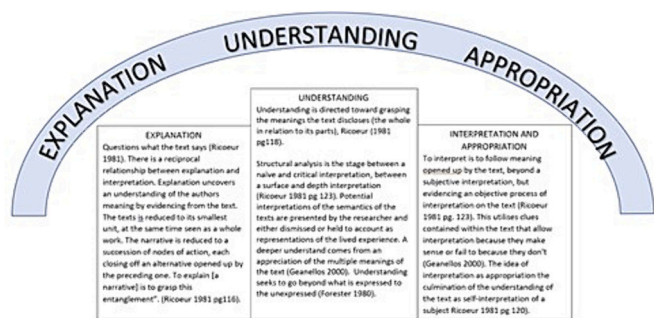 EXPLANATION
UNDERSTANDING
APPROPRIATION
EXPLANATION
Questions what the text says (Ricoeur
1981). There is a reciprocal
relationship between explanation and
interpretation. Explanation uncovers
an understanding of the authors
meaning by evidencing from the text.
The texts is reduced to its smallest
unit, at the same time seen as a whole
work. The narrative is reduced to a
succession of nodes of action, each
closing off an alternative opened up by
the preceding one. To explain [a
narrative] is to grasp this
entanglement”. (Ricoeur 1981 pg116).
UNDERSTANDING
Understanding is directed toward grasping
the meanings the text discloses (the whole
in relation to its parts), Ricoeur (1981
pg118).
Structural analysis is the stage between a
naïve and critical interpretation, between
a surface and depth interpretation
(Ricoeur 1981 pg 123). Potential
interpretations of the semantics of the
texts are presented by the researcher and
either dismissed or held to account as
representations of the lived experience. A
deeper understand comes from an
appreciation of the multiple meanings of
the text (Geanellos 2000). Understanding
seeks to go beyond what is expressed to
the unexpressed (Forester 1980).
INTERPRETATION AND
APPROPRIATION
To interpret is to follow meaning
opened up by the text, beyond a
subjective interpretation, but
evidencing an objective process of
interpretation on the text (Ricoeur
1981 pg. 123). This utilises clues
contained within the text that allow
interpretation because they make
sense or fail to because they don't
(Geanellos 2000). The idea of
interpretation as appropriation the
culmination of the understanding of
the text as self-interpretation of a
subject Ricoeur 1981 pg 120).